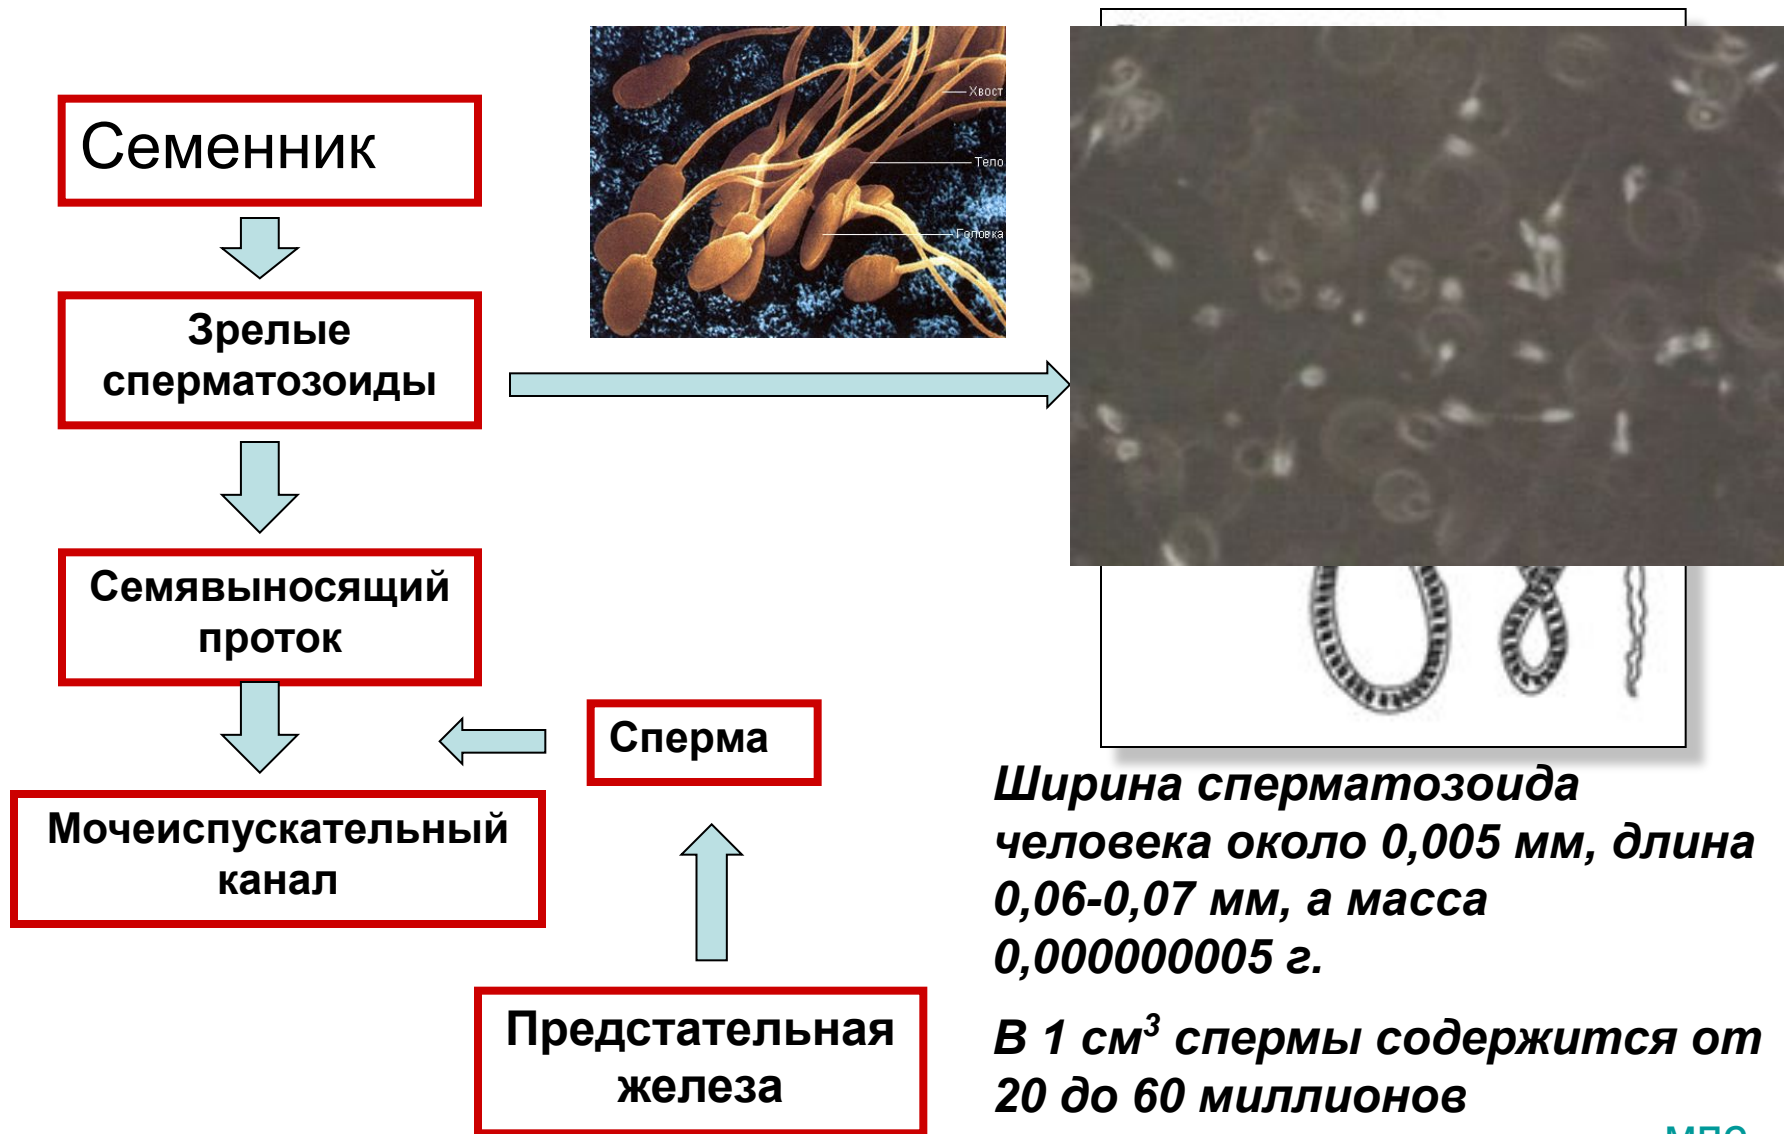 Семенник
Хвост
Тело
Головка
Зрелые
сперматозоиды
Семявыносящий
проток
Сперма
Мочеиспускательный
канал
Предстательная
железа
Ширина сперматозоида
человека около 0,005 мм, длина
0,06-0,07 мм, а масса
0,000000005 г.
В 1 см³ спермы содержится от
20 до 60 миллионов